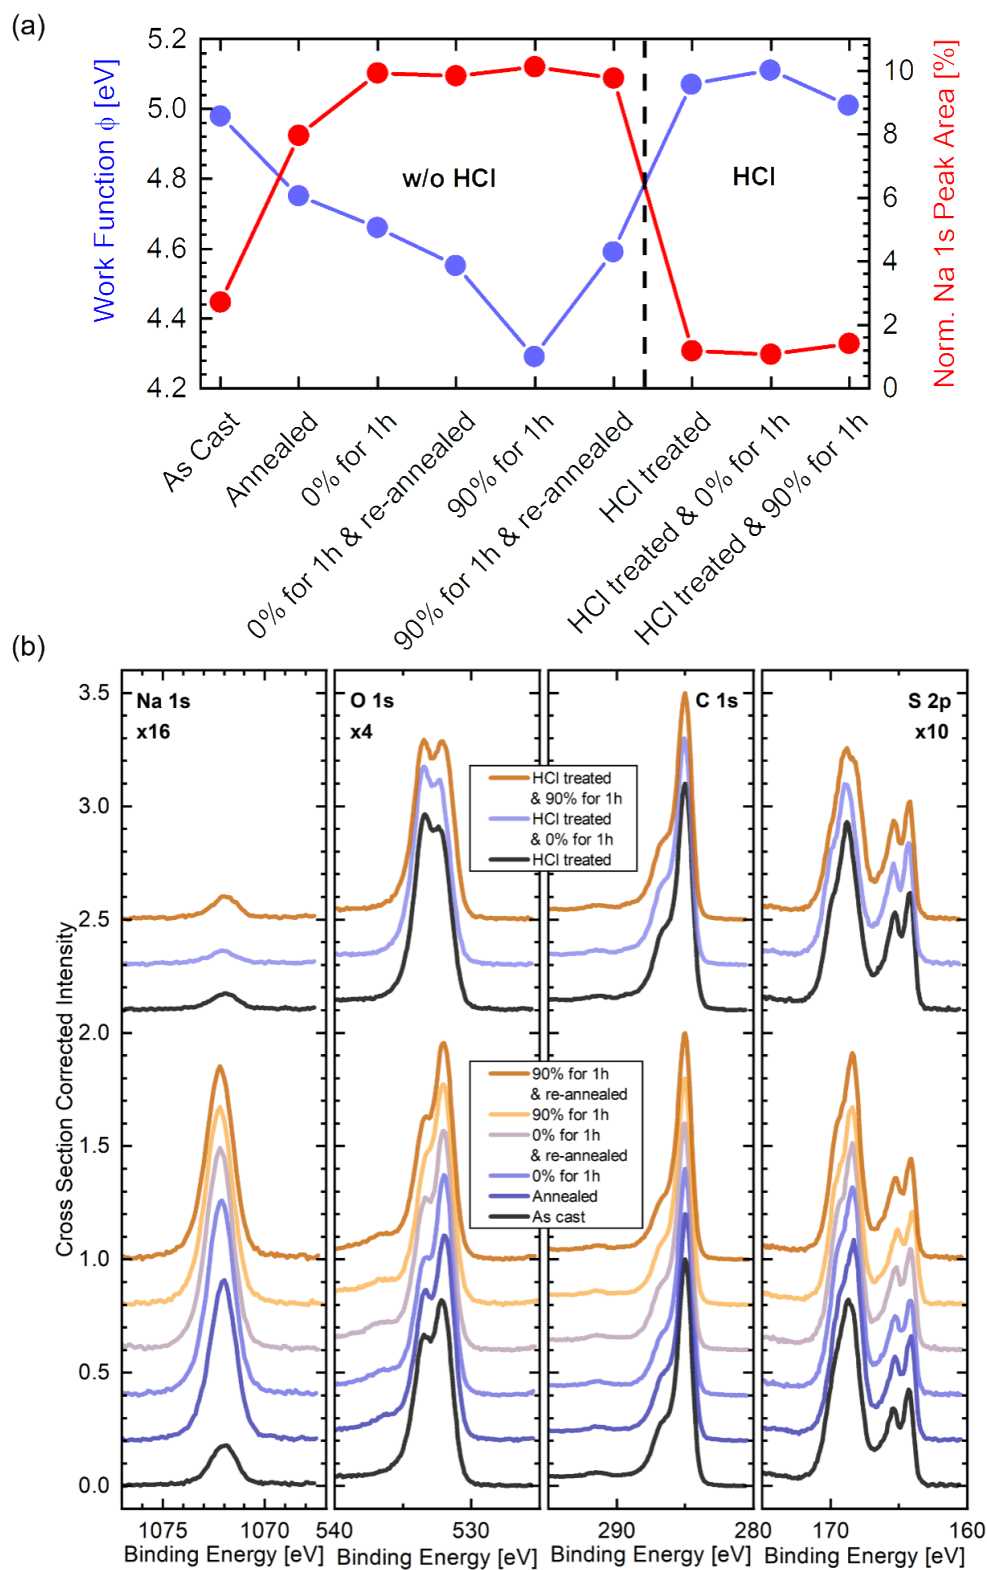 (a)
Work Function ϕ [eV]
5.2
5.0
4.8
4.6
4.4
4.2
w/o HCl
HCl
10
8
6
4
2
0
Norm. Na 1s Peak Area [%]
As Cast
Annealed
0% for 1h
0% for 1h & re-annealed
90% for 1h
90% for 1h & re-annealed
HCl treated
HCl treated & 0% for 1h
HCl treated & 90% for 1h
(b)
Cross Section Corrected Intensity
3.5
3.0
2.5
2.0
1.5
1.0
0.5
0.0
Na 1s
x16
O 1s
x4
C 1s
S 2p
x10
HCl treated
& 90% for 1h
HCl treated
& 0% for 1h
HCl treated
90% for 1h
& re-annealed
90% for 1h
0% for 1h
& re-annealed
0% for 1h
Annealed
As cast
1075
1070
540
530
290
280
170
160
Binding Energy [eV]
Binding Energy [eV]
Binding Energy [eV]
Binding Energy [eV]